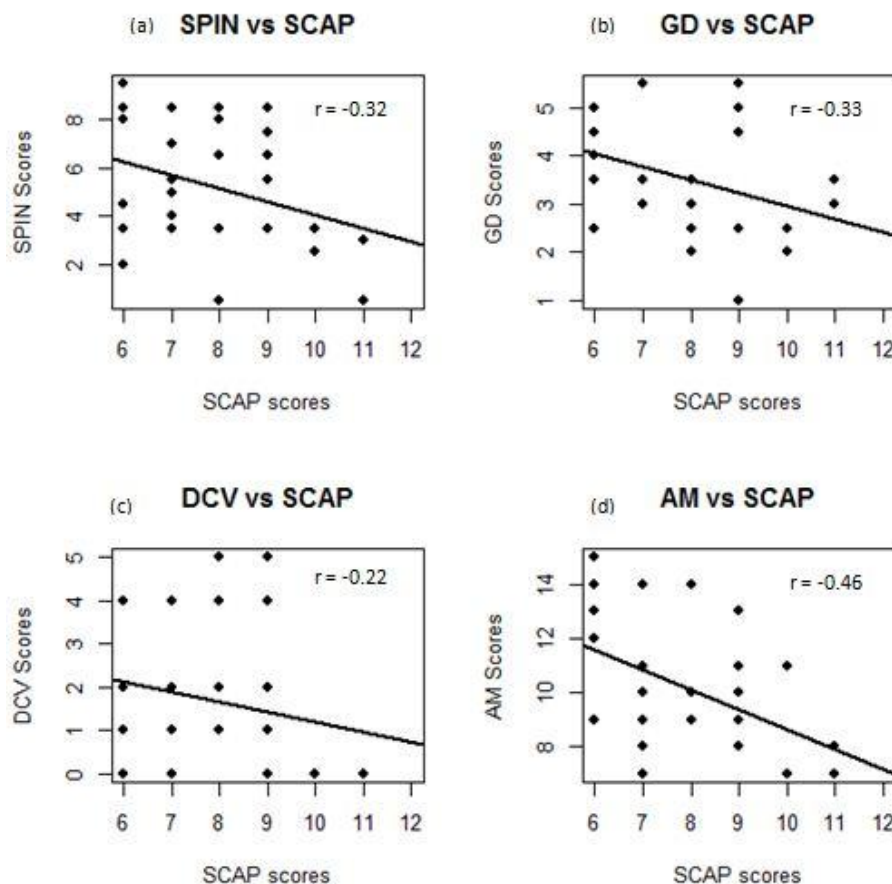 (a) SPIN vs SCAP
r = -0.32
SPIN Scores
8
6
4
2
6 7 8 9 10 11 12
SCAP scores
(b) GD vs SCAP
r = -0.33
GD Scores
5
4
3
2
1
6 7 8 9 10 11 12
SCAP scores
(c) DCV vs SCAP
r = -0.22
DCV Scores
5
4
3
2
1
0
6 7 8 9 10 11 12
SCAP scores
(d) AM vs SCAP
r = -0.46
AM Scores
14
12
10
8
6 7 8 9 10 11 12
SCAP scores